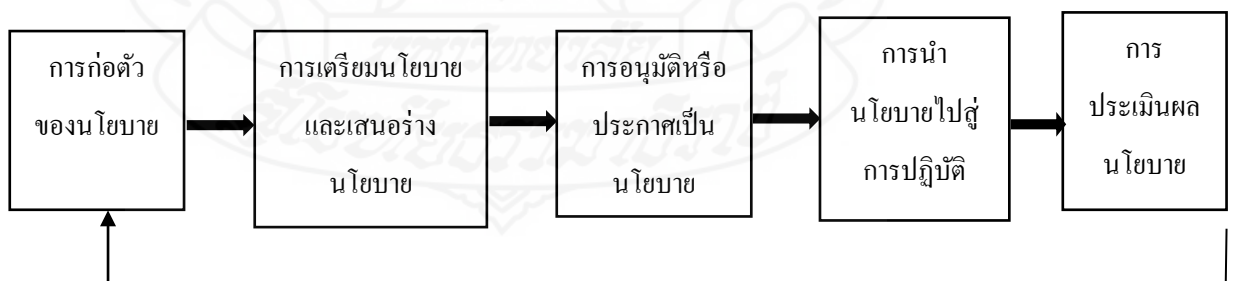 การก่อตัว
ของนโยบาย
การเตรียมนโยบาย
และเสนอร่าง
นโยบาย
การอนุมัติหรือ
ประกาศเป็น
นโยบาย
การนำ
นโยบายไปสู่
การปฏิบัติ
การ
ประเมินผล
นโยบาย